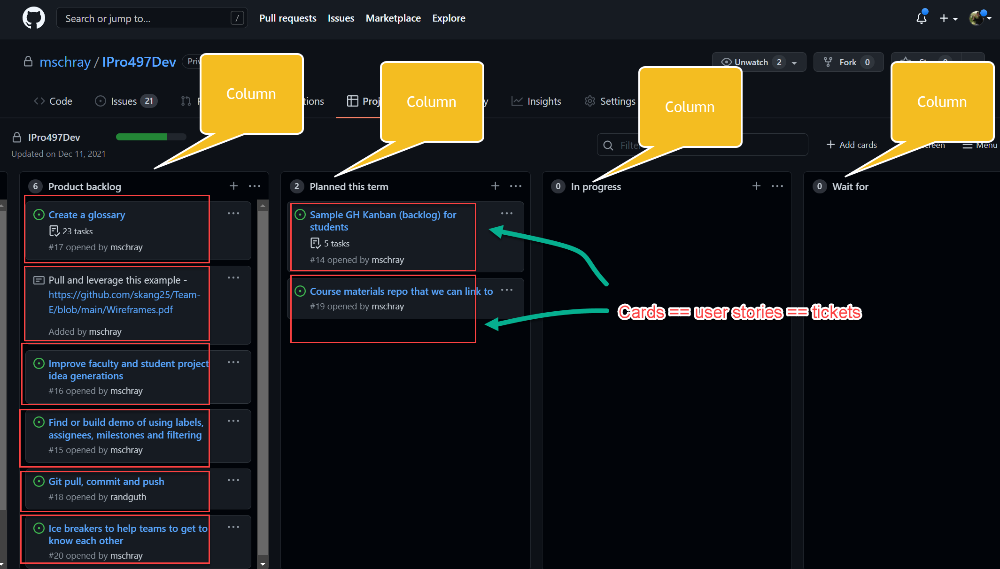 Search or jump to...
/
Pull requests
Issues
Marketplace
Explore
mschray / IPro497Dev
Unwatch 2
Fork 0
Column
Column
Column
Column
Code
Issues 21
Insights
Settings
IPro497Dev
Updated on Dec 11, 2021
Filter
Add cards
Menu
6 Product backlog
Create a glossary
23 tasks
#17 opened by mschray
Pull and leverage this example -
https://github.com/skang25/Team-
E/blob/main/Wireframes.pdf
Added by mschray
Improve faculty and student project
idea generations
#16 opened by mschray
Find or build demo of using labels,
assignees, milestones and filtering
#15 opened by mschray
Git pull, commit and push
#18 opened by randguth
Ice breakers to help teams to get to
know each other
#20 opened by mschray
2 Planned this term
Sample GH Kanban (backlog) for
students
5 tasks
#14 opened by mschray
Course materials repo that we can link to
#19 opened by mschray
0 In progress
0 Wait for
Cards == user stories == tickets